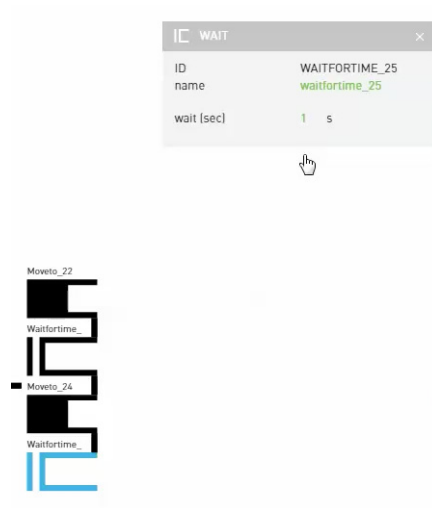 WAIT
ID WAITFORTIME_25
name waitfortime_25
wait (sec) 1 s
Moveto_22
Waitfortime_
Moveto_24
Waitfortime_